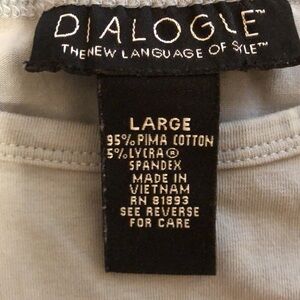 DIALOGUE™
THE NEW LANGUAGE OF STYLE™
LARGE
95% PIMA COTTON
5% LYCRA®
SPANDEX
MADE IN
VIETNAM
RN 81893
SEE REVERSE
FOR CARE